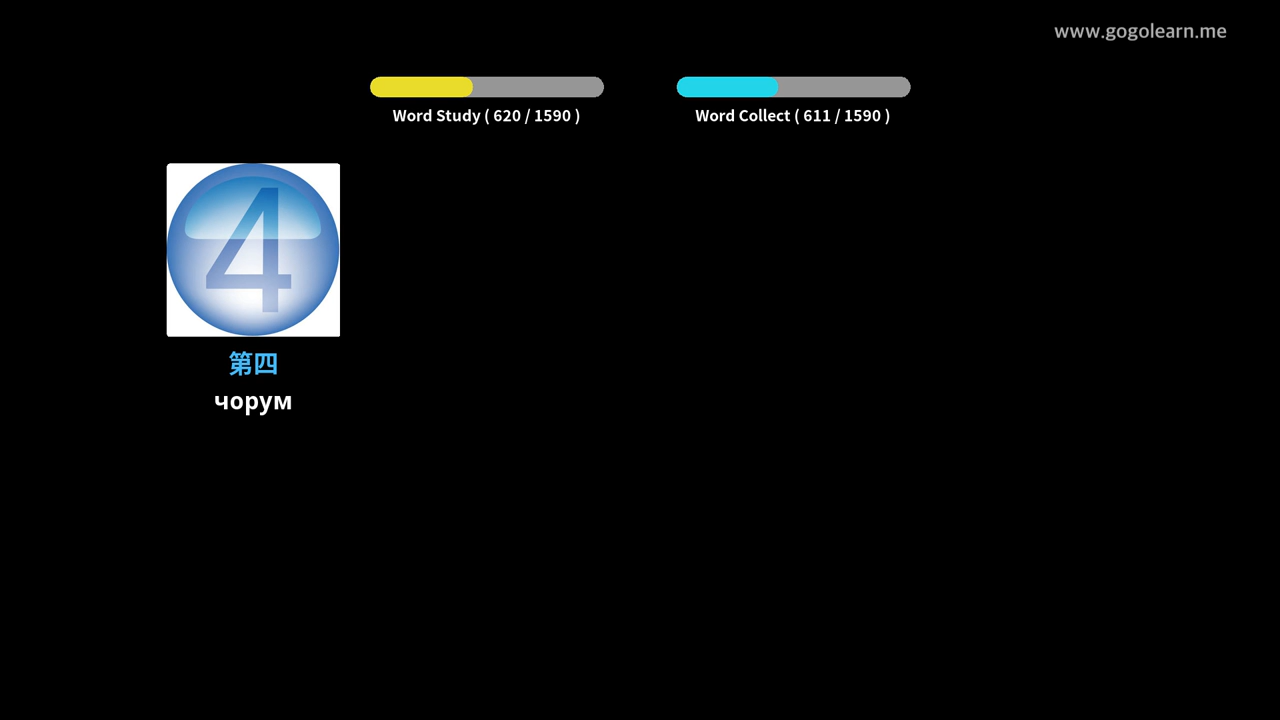 www.gogolearn.me
Word Study ( 620 / 1590 )
Word Collect ( 611 / 1590 )
4
第四
чорум